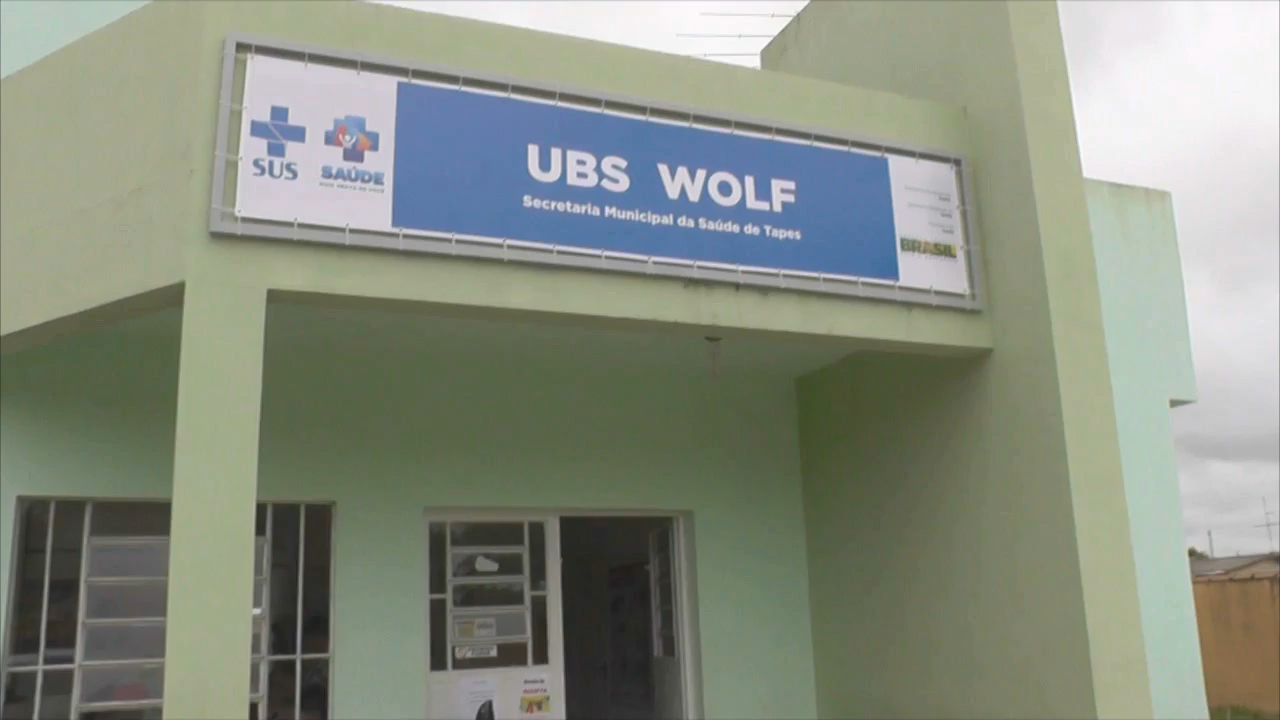 SUS
SAÚDE
UBS WOLF
Secretaria Municipal da Saúde de Tapes
BRASIL